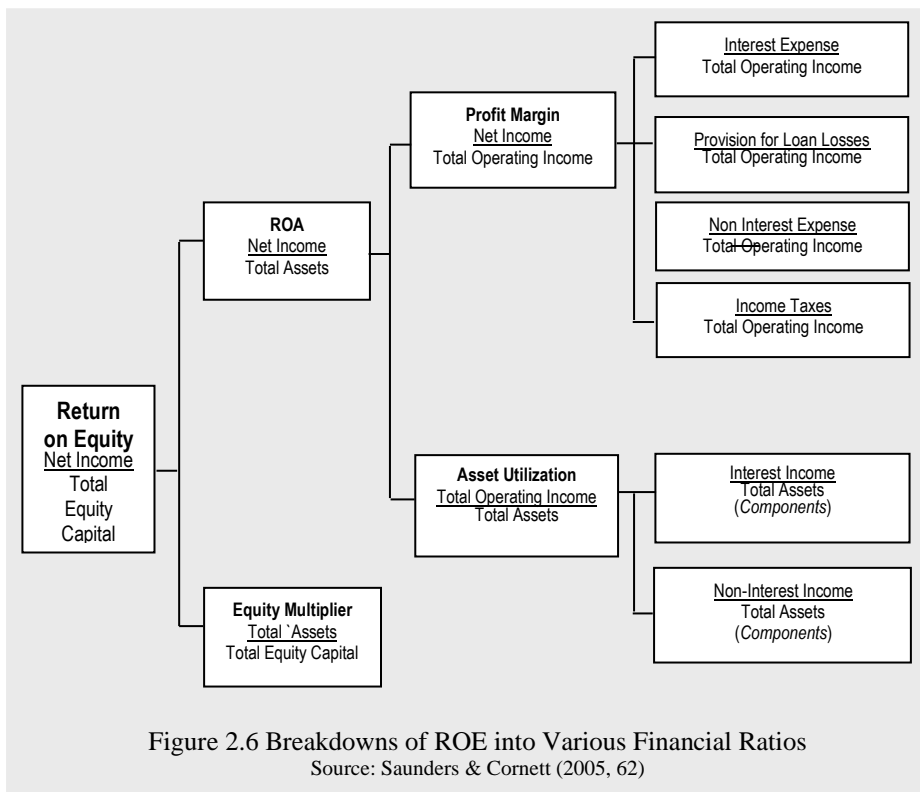 Interest Expense
Total Operating Income
Profit Margin
Net Income
Total Operating Income
Provision for Loan Losses
Total Operating Income
Non Interest Expense
Total Operating Income
ROA
Net Income
Total Assets
Income Taxes
Total Operating Income
Return
on Equity
Net Income
Total
Equity
Capital
Asset Utilization
Total Operating Income
Total Assets
Interest Income
Total Assets
(Components)
Equity Multiplier
Total `Assets
Total Equity Capital
Non-Interest Income
Total Assets
(Components)
Figure 2.6 Breakdowns of ROE into Various Financial Ratios
Source: Saunders & Cornett (2005, 62)